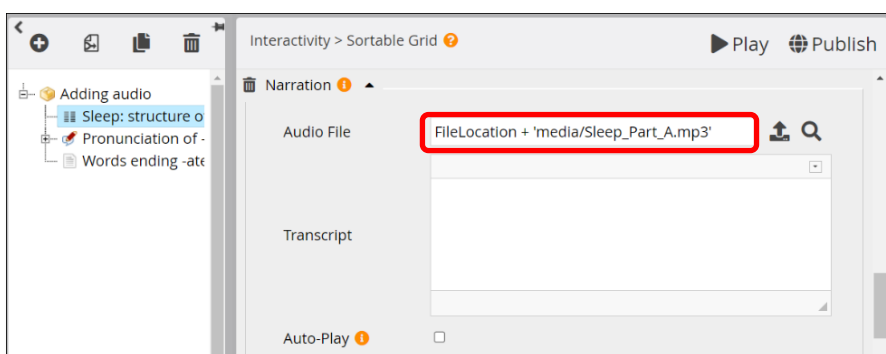 Interactivity > Sortable Grid
Play
Publish
Adding audio
Sleep: structure o
Pronunciation of -
Words ending -ate
Narration
Audio File
FileLocation + 'media/Sleep_Part_A.mp3'
Transcript
Auto-Play